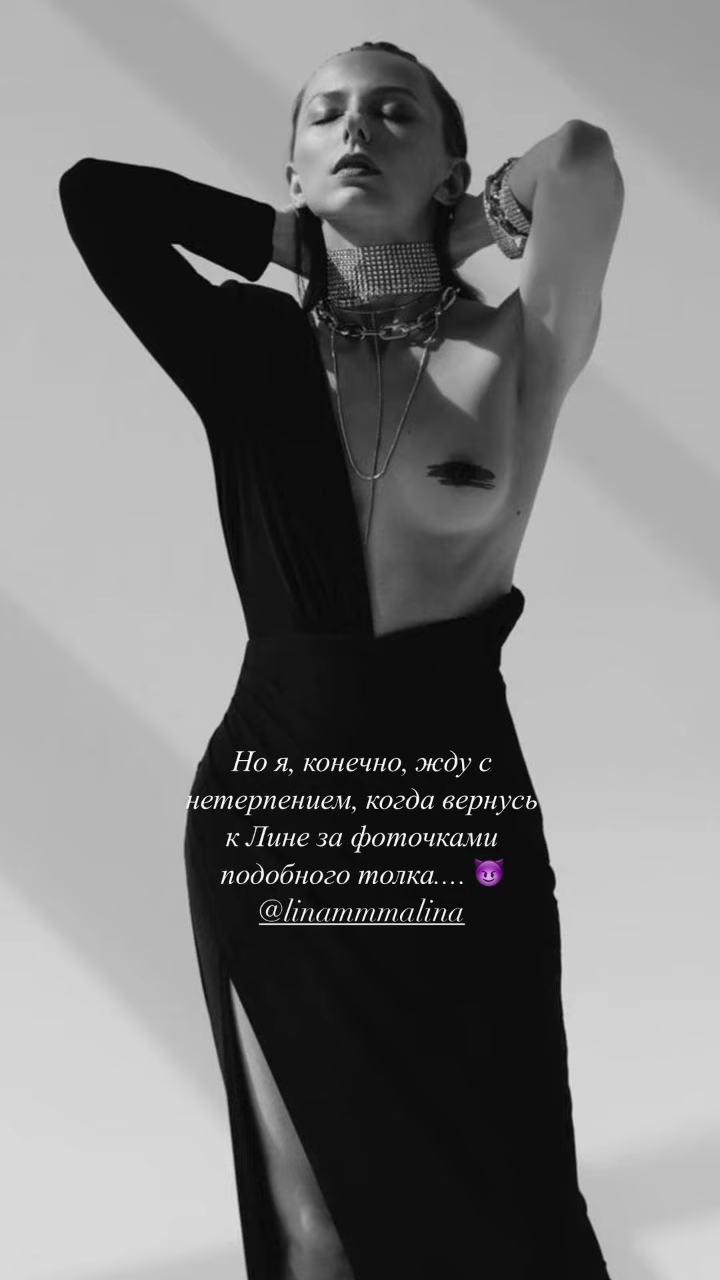 Но я, конечно, жду с
нетерпением, когда вернусь
к Лине за фоточками
подобного толка.... 😈
@linammmalina